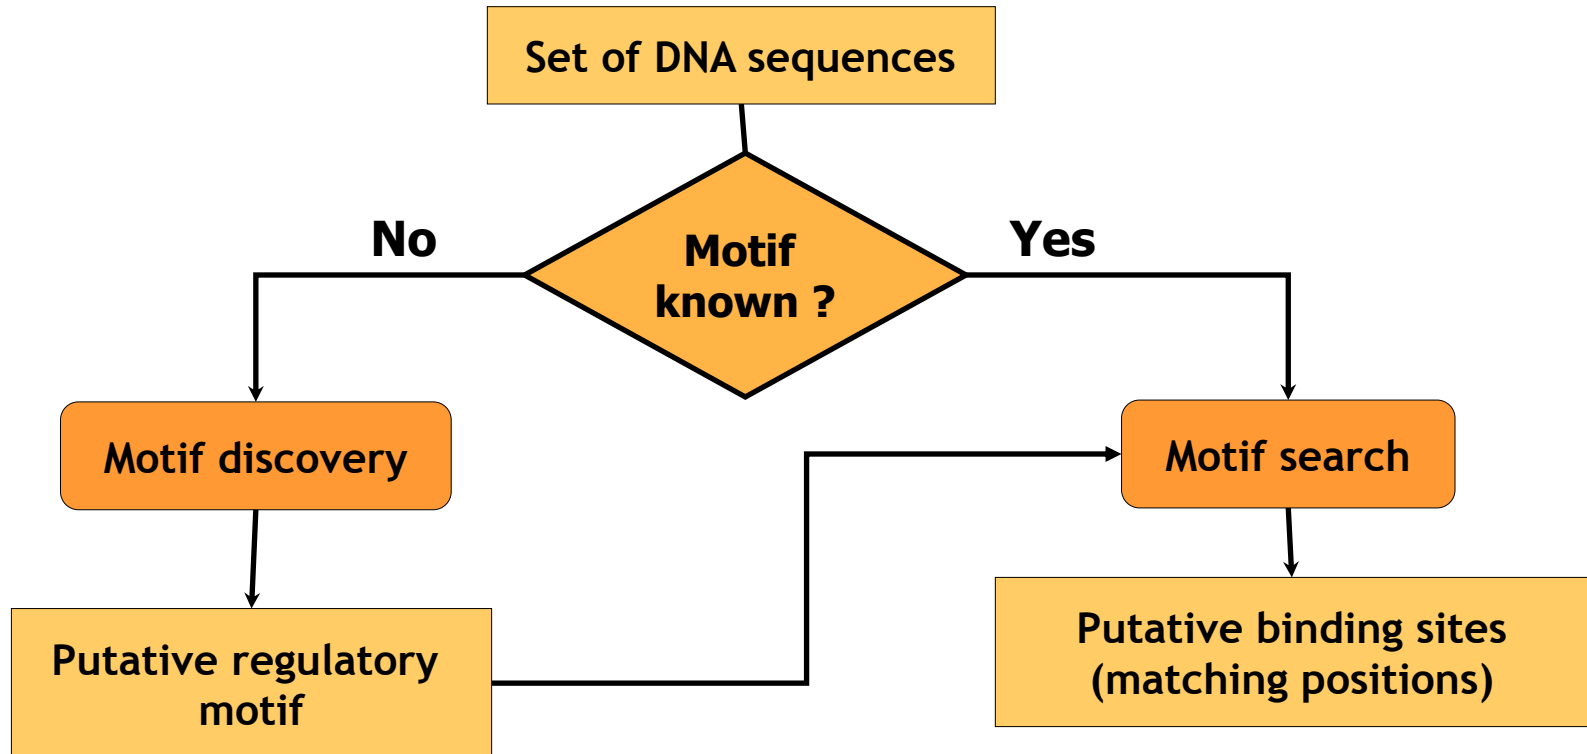 Set of DNA sequences
No
Yes
Motif
known ?
Motif discovery
Motif search
Putative regulatory
motif
Putative binding sites
(matching positions)